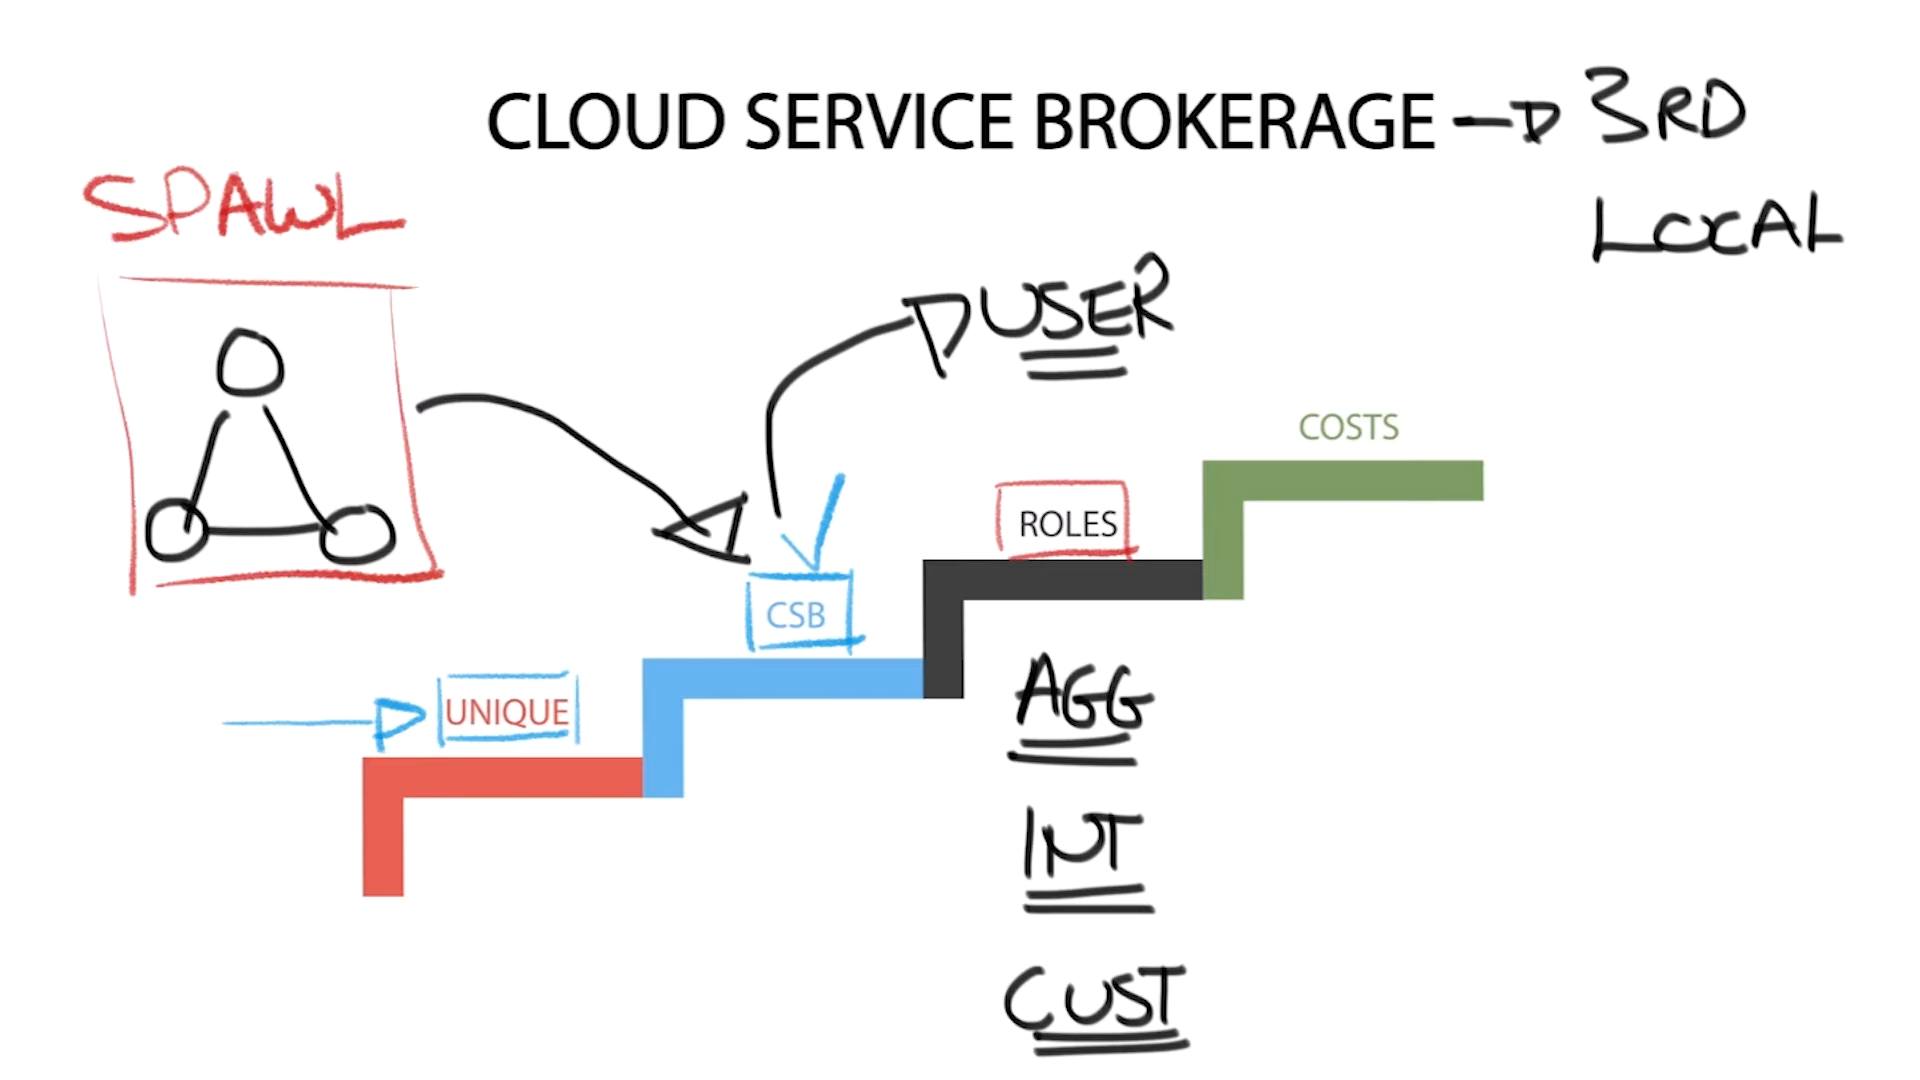 CLOUD SERVICE BROKERAGE
3RD
LOCAL
SPAWL
USER
COSTS
ROLES
CSB
UNIQUE
AGG
INT
CUST